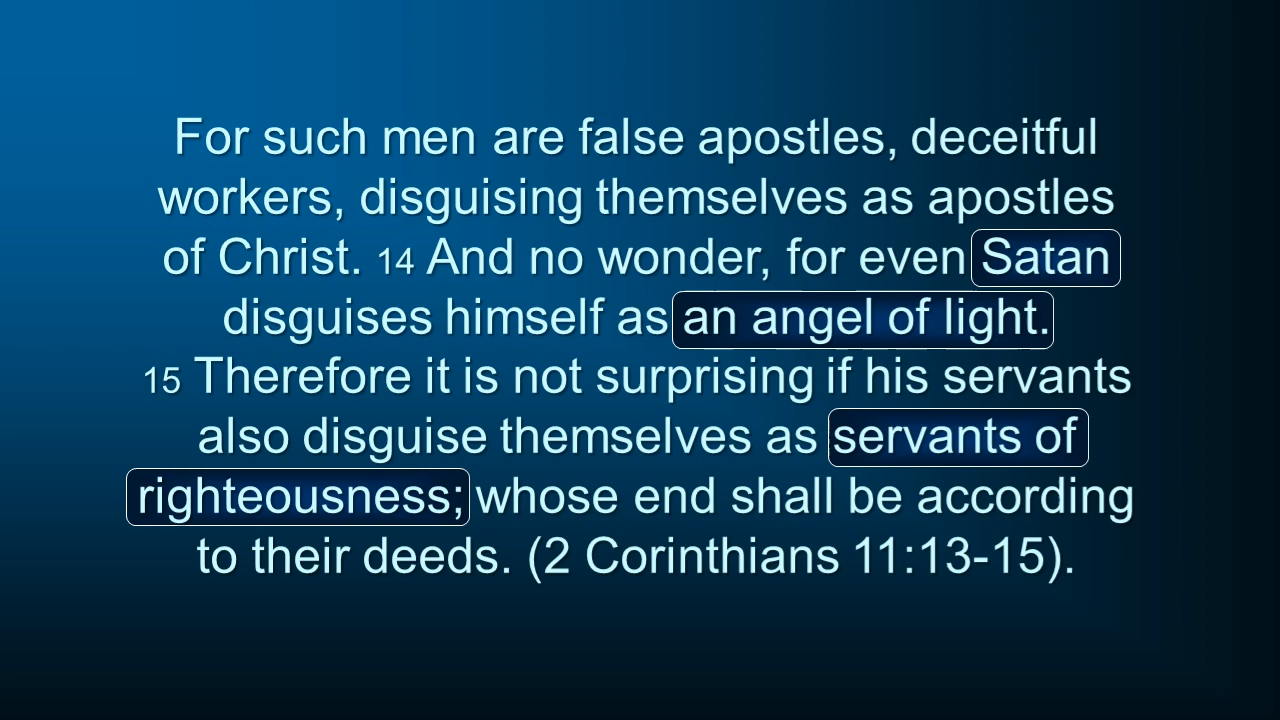 For such men are false apostles, deceitful
workers, disguising themselves as apostles
of Christ. 14 And no wonder, for even Satan
disguises himself as an angel of light.
15 Therefore it is not surprising if his servants
also disguise themselves as servants of
righteousness; whose end shall be according
to their deeds. (2 Corinthians 11:13-15).